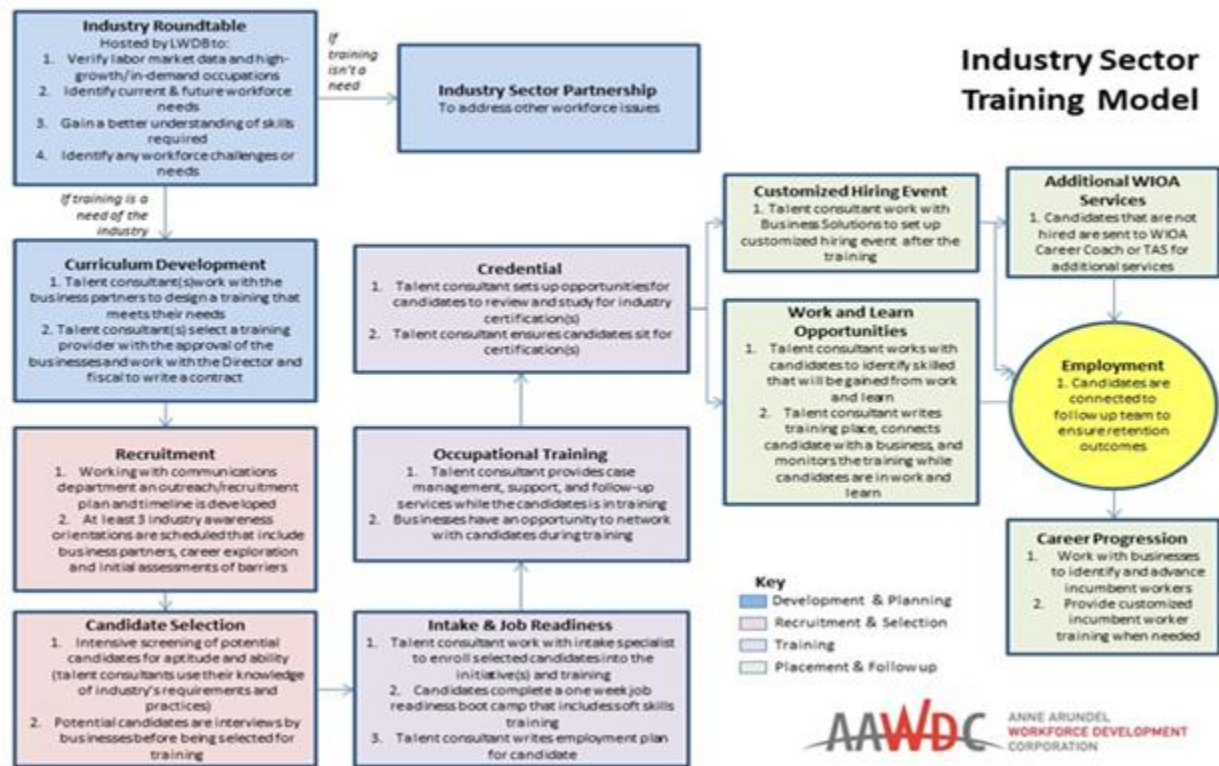 Industry Sector
Training Model
Industry Roundtable
Hosted by LWDB to:
1. Verify labor market data and high-
growth/in-demand occupations
2. Identify current & future workforce
needs
3. Gain a better understanding of skills
required
4. Identify any workforce challenges or
needs
If
training
isn't a
need
Industry Sector Partnership
To address other workforce issues
If training is a
need of the
industry
Curriculum Development
1. Talent consultant(s) work with the
business partners to design a training that
meets their needs
2. Talent consultant(s) select a training
provider with the approval of the
businesses and work with the Director and
fiscal to write a contract
Recruitment
1. Working with communications
department an outreach/recruitment
plan and timeline is developed
2. At least 3 industry awareness
orientations are scheduled that include
business partners, career exploration
and initial assessments of barriers
Candidate Selection
1. Intensive screening of potential
candidates for aptitude and ability
(talent consultants use their knowledge
of industry's requirements and
practices)
2. Potential candidates are interviews by
businesses before being selected for
training
Intake & Job Readiness
1. Talent consultant work with intake specialist
to enroll selected candidates into the
initiative(s) and training
2. Candidates complete a one week job
readiness boot camp that includes soft skills
training
3. Talent consultant writes employment plan
for candidate
Occupational Training
1. Talent consultant provides case
management, support, and follow-up
services while the candidates is in training
2. Businesses have an opportunity to network
with candidates during training
Credential
1. Talent consultant sets up opportunities for
candidates to review and study for industry
certification(s)
2. Talent consultant ensures candidates sit for
certification(s)
Customized Hiring Event
1. Talent consultant work with
Business Solutions to set up
customized hiring event after the
training
Work and Learn
Opportunities
1. Talent consultant works with
candidates to identify skilled
that will be gained from work
and learn
2. Talent consultant writes
training place, connects
candidate with a business, and
monitors the training while
candidates are in work and
learn
Additional WIOA
Services
1. Candidates that are not
hired are sent to WIOA
Career Coach or TAS for
additional services
Employment
1. Candidates are
connected to
follow up team to
ensure retention
outcomes
Career Progression
1. Work with businesses
to identify and advance
incumbent workers
2. Provide customized
incumbent worker
training when needed
Key
Development & Planning
Recruitment & Selection
Training
Placement & Follow up
AAWDC
ANNE ARUNDEL
WORKFORCE DEVELOPMENT
CORPORATION